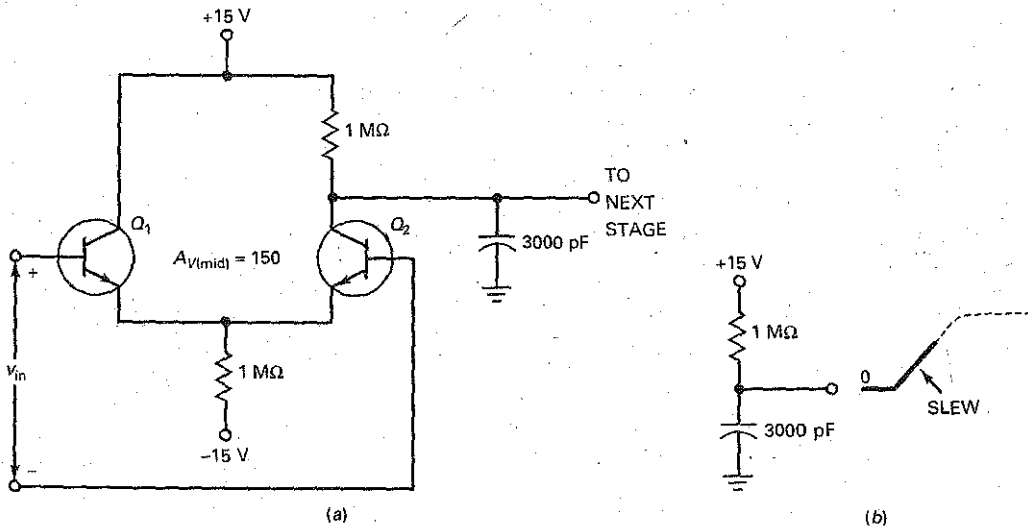 +15 V
1 MΩ
TO
NEXT
STAGE
Q1
Q2
3000 pF
AV(mid) = 150
+
vin
−
1 MΩ
−15 V
(a)
+15 V
1 MΩ
0
SLEW
3000 pF
(b)